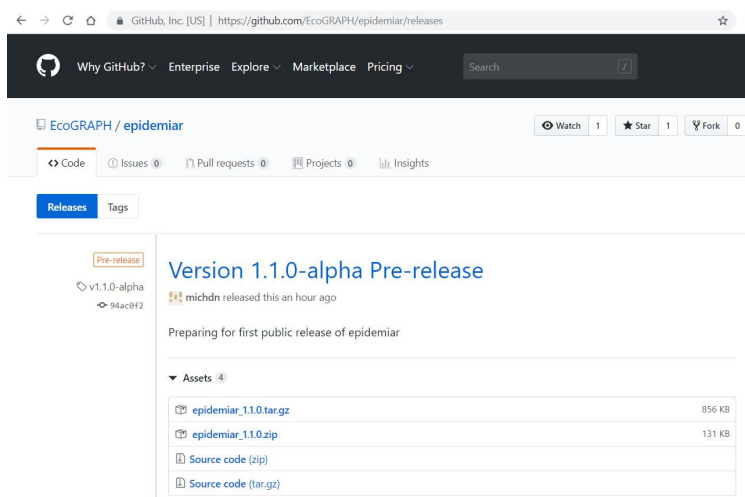 GitHub, Inc. [US] | https://github.com/EcoGRAPH/epidemiar/releases
Why GitHub? Enterprise Explore Marketplace Pricing Search /
EcoGRAPH / epidemiar Watch 1 Star 1 Fork 0
Code Issues 0 Pull requests 0 Projects 0 Insights
Releases Tags
Pre-release
v1.1.0-alpha
94ac0f2
Version 1.1.0-alpha Pre-release
michdn released this an hour ago
Preparing for first public release of epidemiar
Assets 4
epidemiar_1.1.0.tar.gz 856 KB
epidemiar_1.1.0.zip 131 KB
Source code (zip)
Source code (tar.gz)